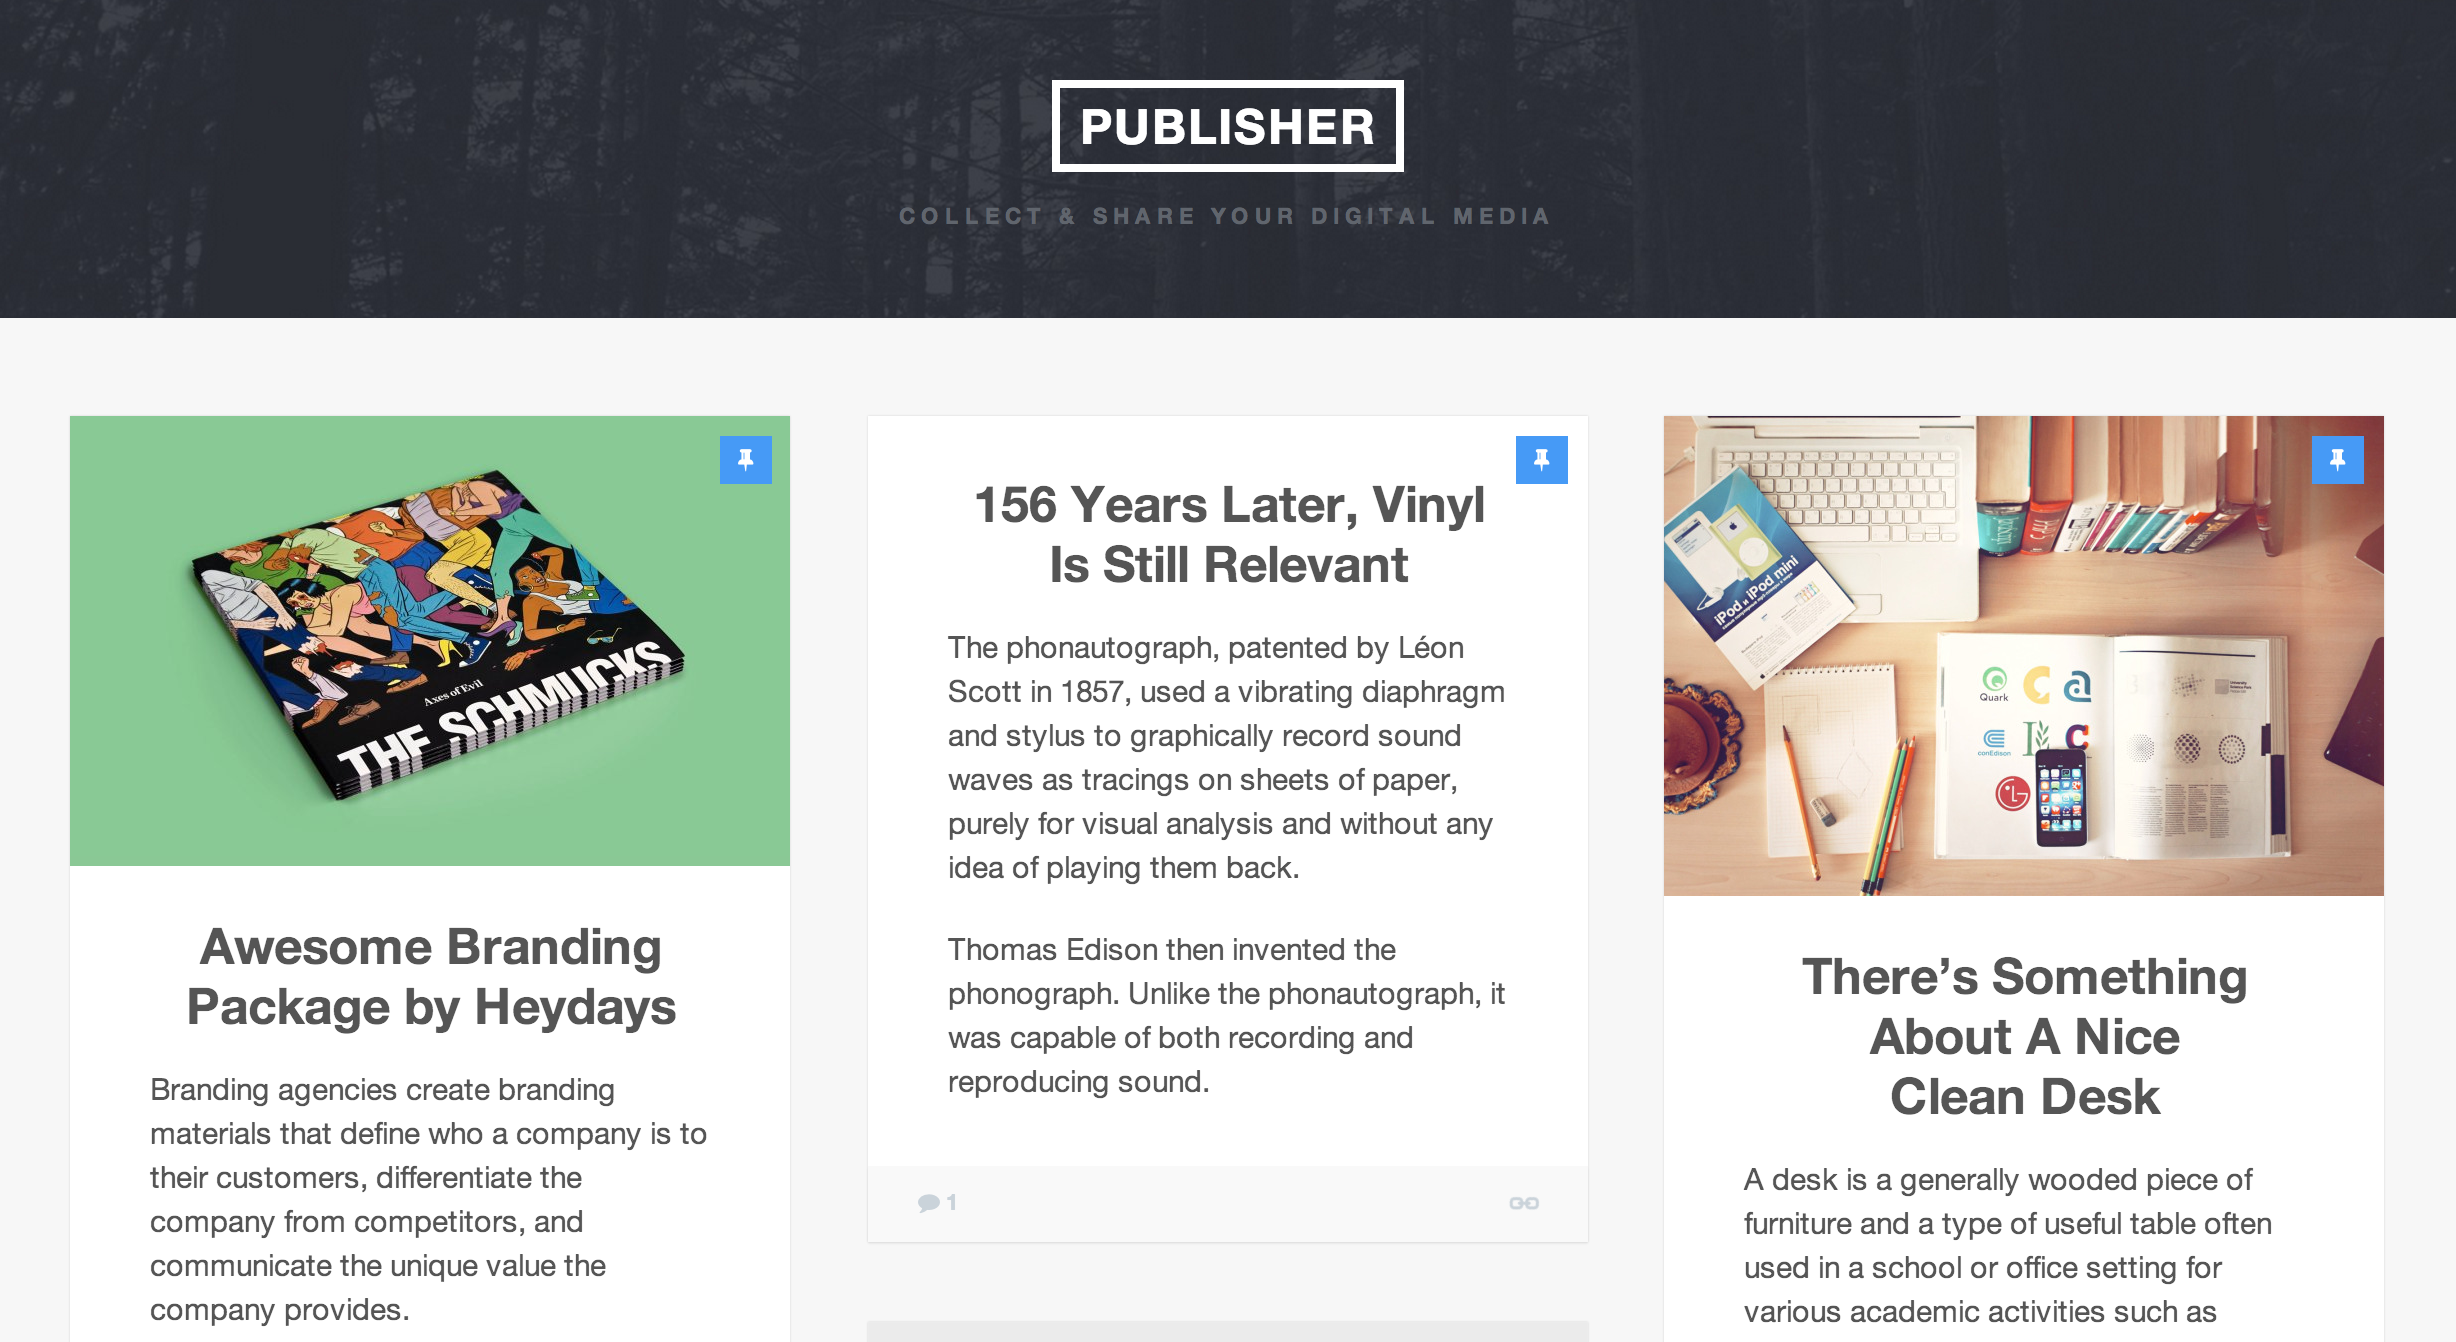 PUBLISHER
COLLECT & SHARE YOUR DIGITAL MEDIA
Axes of Evil
THE SCHMUCKS
Awesome Branding
Package by Heydays
Branding agencies create branding
materials that define who a company is to
their customers, differentiate the
company from competitors, and
communicate the unique value the
company provides.
156 Years Later, Vinyl
Is Still Relevant
The phonautograph, patented by Léon
Scott in 1857, used a vibrating diaphragm
and stylus to graphically record sound
waves as tracings on sheets of paper,
purely for visual analysis and without any
idea of playing them back.
Thomas Edison then invented the
phonograph. Unlike the phonautograph, it
was capable of both recording and
reproducing sound.
1
iPod и iPod mini
Quark
conEdison
There’s Something
About A Nice
Clean Desk
A desk is a generally wooded piece of
furniture and a type of useful table often
used in a school or office setting for
various academic activities such as